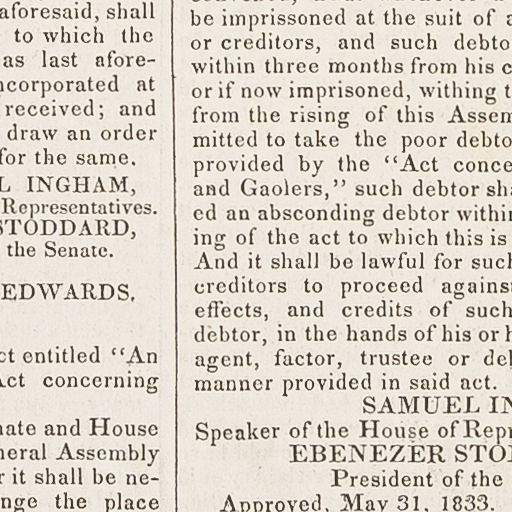 aforesaid, shall
to which the
as last afore-
ncorporated at
received; and
draw an order
for the same.
L INGHAM,
Representatives.
STODDARD,
the Senate.
EDWARDS.
ct entitled "An
Act concerning
nate and House
neral Assembly
r it shall be ne-
nge the place
be imprissoned at the suit of a
or creditors, and such debto
within three months from his c
or if now imprisoned, withing t
from the rising of this Assem
mitted to take the poor debto
provided by the "Act conce
and Gaolers," such debtor sha
ed an absconding debtor within
ing of the act to which this is
And it shall be lawful for such
creditors to proceed against
effects, and credits of such
debtor, in the hands of his or h
agent, factor, trustee or de
manner provided in said act.
SAMUEL IN
Speaker of the House of Repr
EBENEZER STO
President of the
Approved, May 31, 1833.